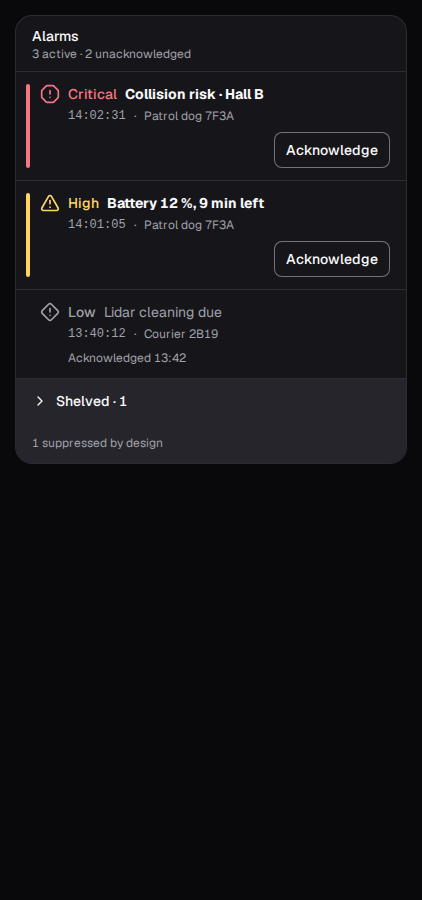 Alarms
3 active · 2 unacknowledged
Critical Collision risk · Hall B
14:02:31 · Patrol dog 7F3A
Acknowledge
High Battery 12 %, 9 min left
14:01:05 · Patrol dog 7F3A
Acknowledge
Low Lidar cleaning due
13:40:12 · Courier 2B19
Acknowledged 13:42
Shelved · 1
1 suppressed by design